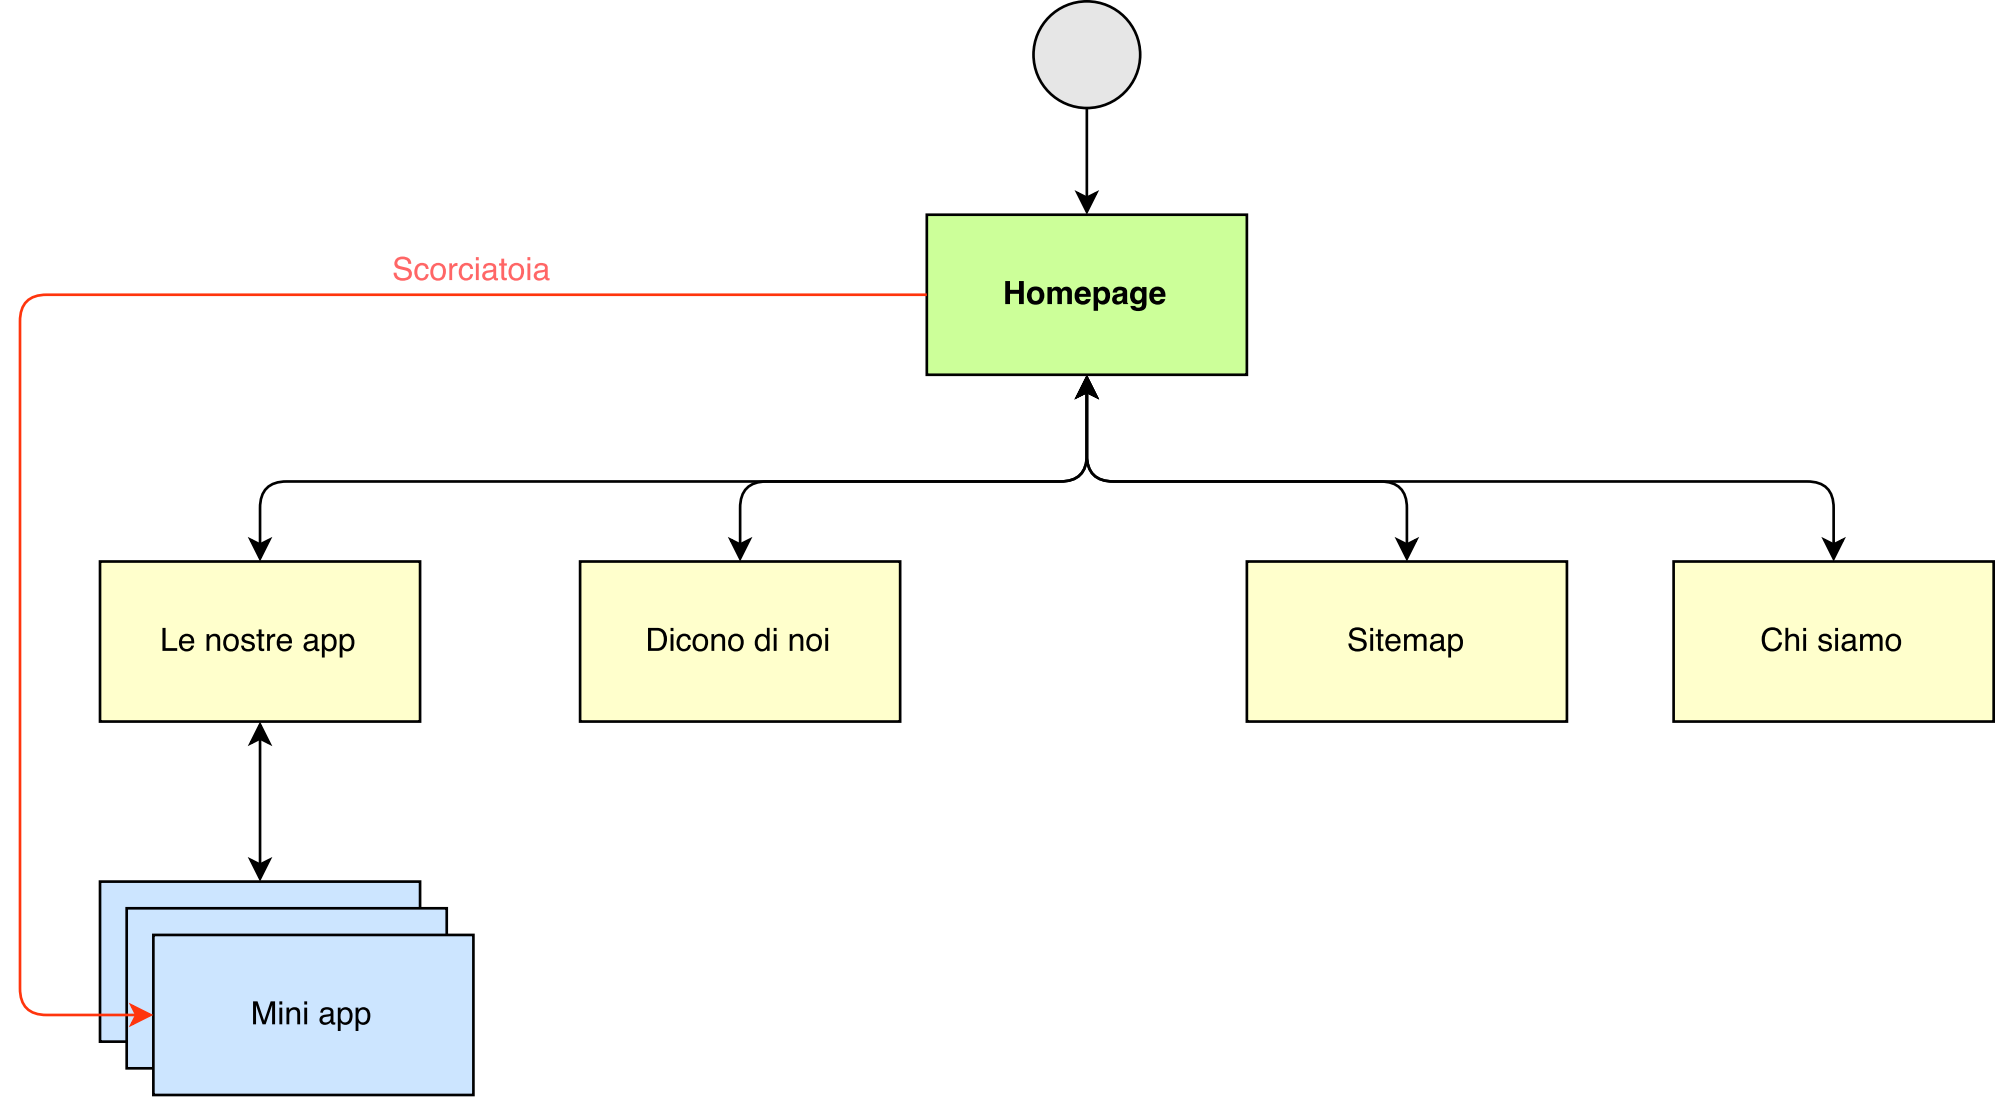 Scorciatoia
Homepage
Le nostre app
Dicono di noi
Sitemap
Chi siamo
Mini app